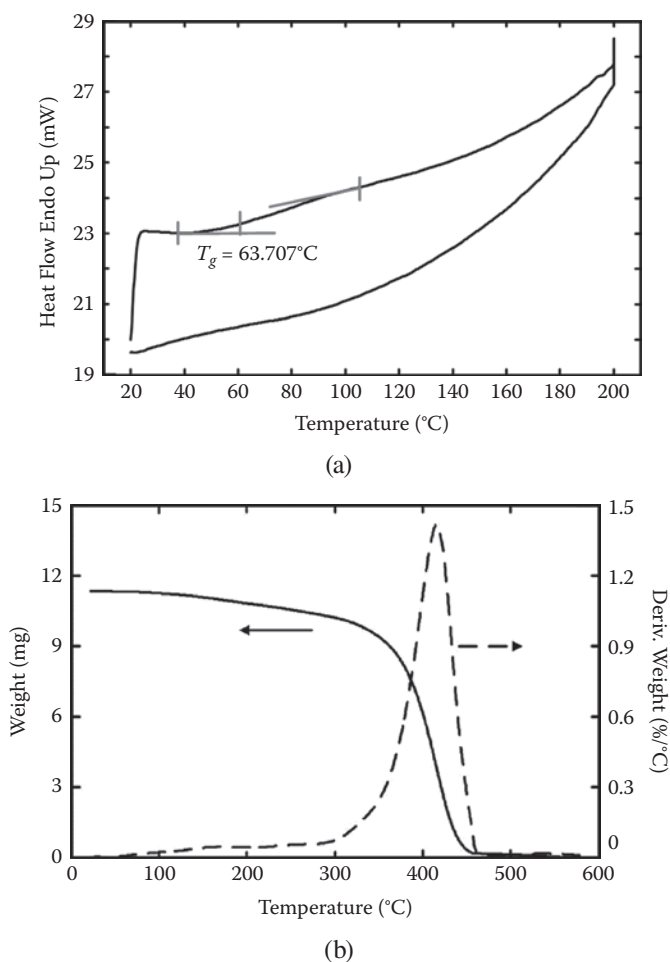 29
27
25
23
21
19
Heat Flow Endo Up (mW)
T_g = 63.707°C
20 40 60 80 100 120 140 160 180 200
Temperature (°C)
(a)
15
12
9
6
3
0
Weight (mg)
1.5
1.2
0.9
0.6
0.3
0
Deriv. Weight (%/°C)
0 100 200 300 400 500 600
Temperature (°C)
(b)